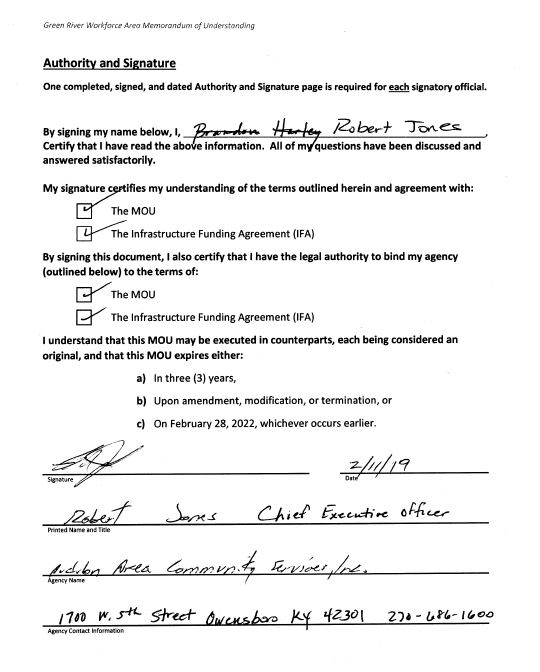 Green River Workforce Area Memorandum of Understanding
Authority and Signature
One completed, signed, and dated Authority and Signature page is required for each signatory official.
By signing my name below, I, Brandon Harley Robert Jones,
Certify that I have read the above information. All of my questions have been discussed and
answered satisfactorily.
My signature certifies my understanding of the terms outlined herein and agreement with:
The MOU
The Infrastructure Funding Agreement (IFA)
By signing this document, I also certify that I have the legal authority to bind my agency
(outlined below) to the terms of:
The MOU
The Infrastructure Funding Agreement (IFA)
I understand that this MOU may be executed in counterparts, each being considered an
original, and that this MOU expires either:
a) In three (3) years,
b) Upon amendment, modification, or termination, or
c) On February 28, 2022, whichever occurs earlier.
2/11/19
Signature Date
Robert Jones Chief Executive Officer
Printed Name and Title
Audubon Area Community Services, Inc.
Agency Name
1700 W. 5th Street Owensboro KY 42301 270-686-1600
Agency Contact Information